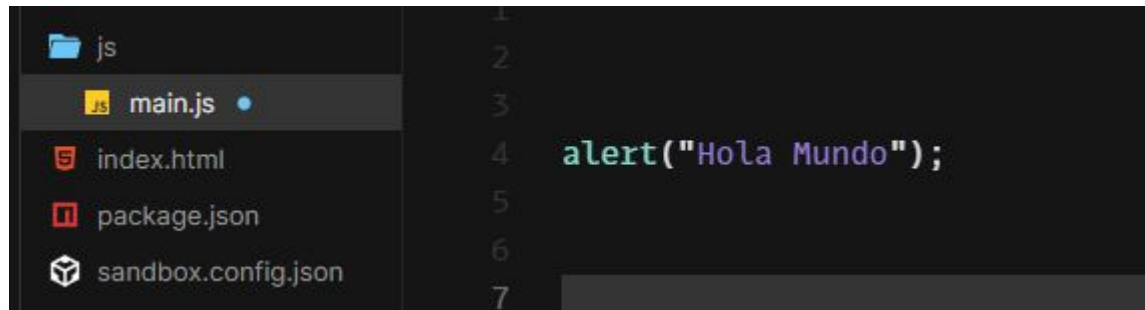 1
js
2
main.js
3
index.html
4 alert("Hola Mundo");
5
package.json
6
sandbox.config.json
7